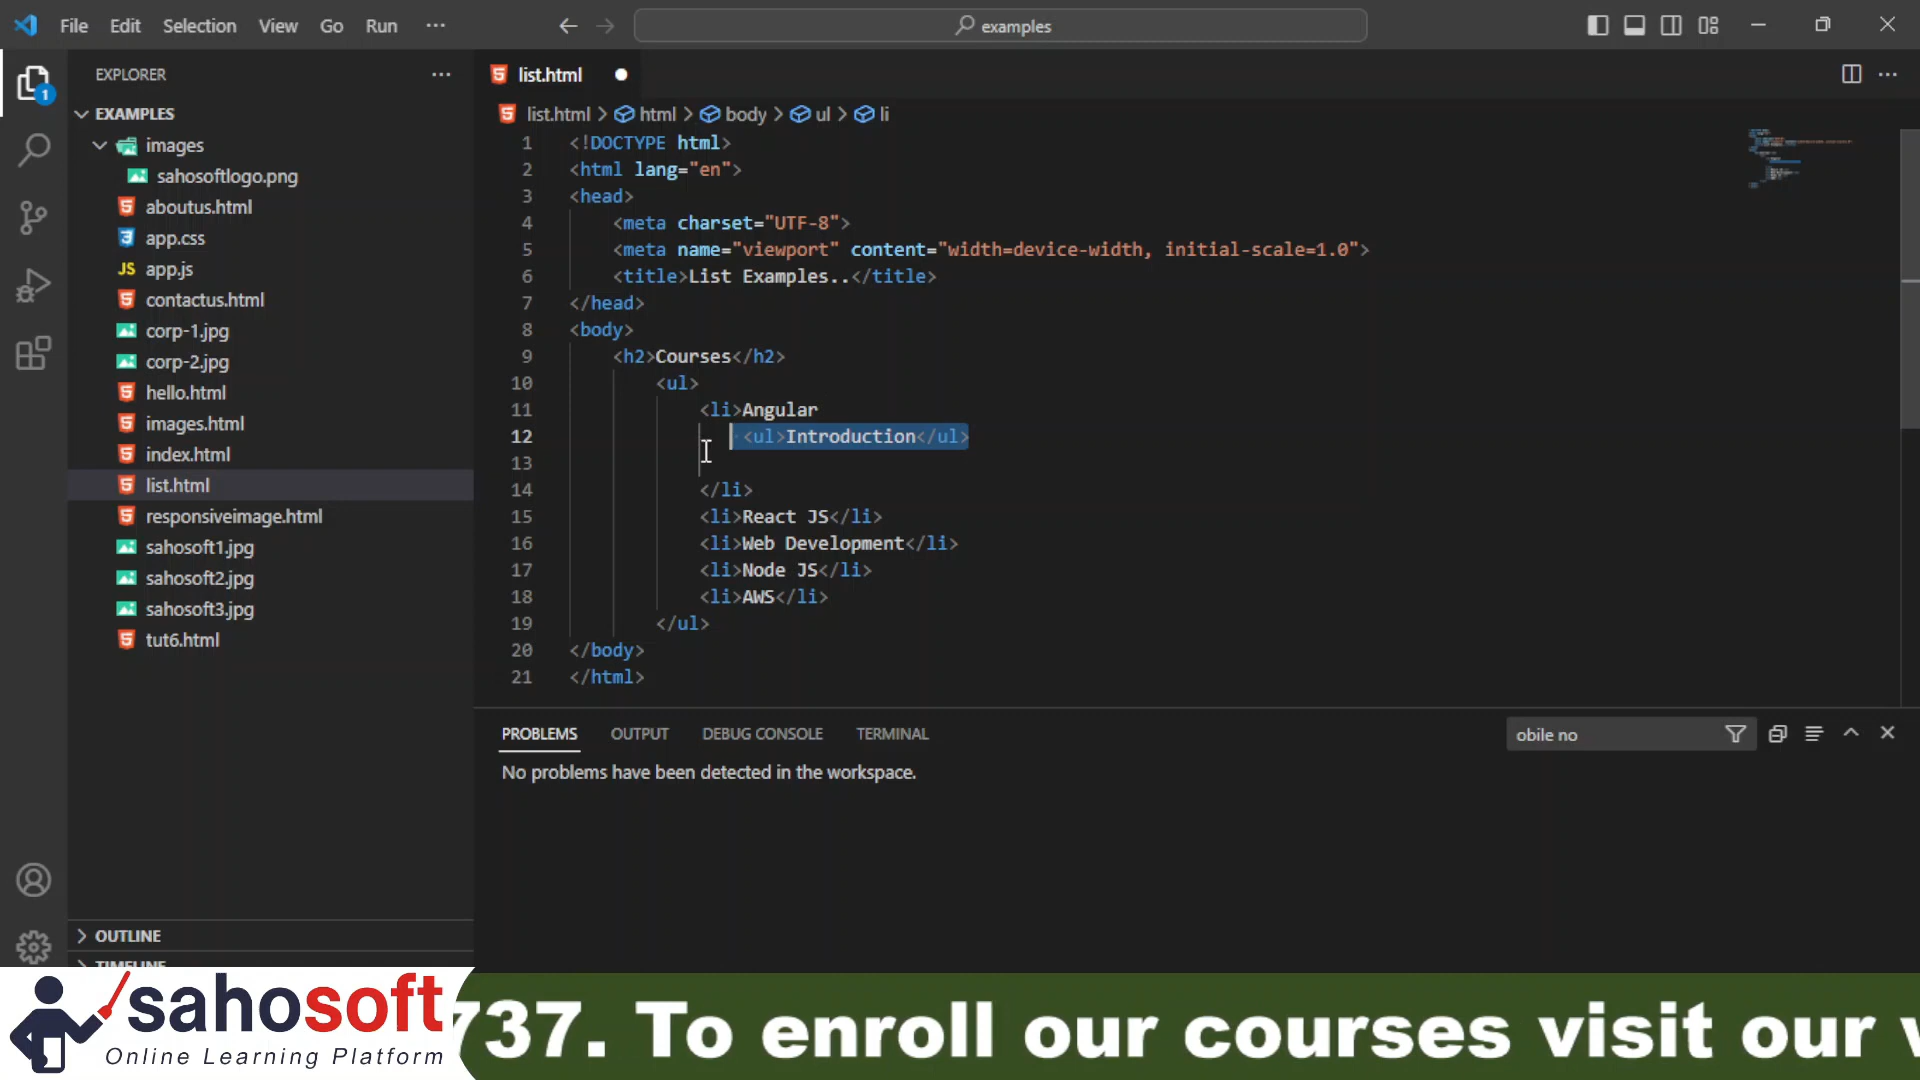 File Edit Selection View Go Run ···
examples
EXPLORER ···
EXAMPLES
images
sahosoftlogo.png
aboutus.html
app.css
JS app.js
contactus.html
corp-1.jpg
corp-2.jpg
hello.html
images.html
index.html
list.html
responsiveimage.html
sahosoft1.jpg
sahosoft2.jpg
sahosoft3.jpg
tut6.html
OUTLINE
TIMELINE
1
list.html
list.html > html > body > ul > li
1 <!DOCTYPE html>
2 <html lang="en">
3 <head>
4 <meta charset="UTF-8">
5 <meta name="viewport" content="width=device-width, initial-scale=1.0">
6 <title>List Examples..</title>
7 </head>
8 <body>
9 <h2>Courses</h2>
10 <ul>
11 <li>Angular
12 <ul>Introduction</ul>
13
14 </li>
15 <li>React JS</li>
16 <li>Web Development</li>
17 <li>Node JS</li>
18 <li>AWS</li>
19 </ul>
20 </body>
21 </html>
PROBLEMS OUTPUT DEBUG CONSOLE TERMINAL
obile no
No problems have been detected in the workspace.
sahosoft
Online Learning Platform
737. To enroll our courses visit our